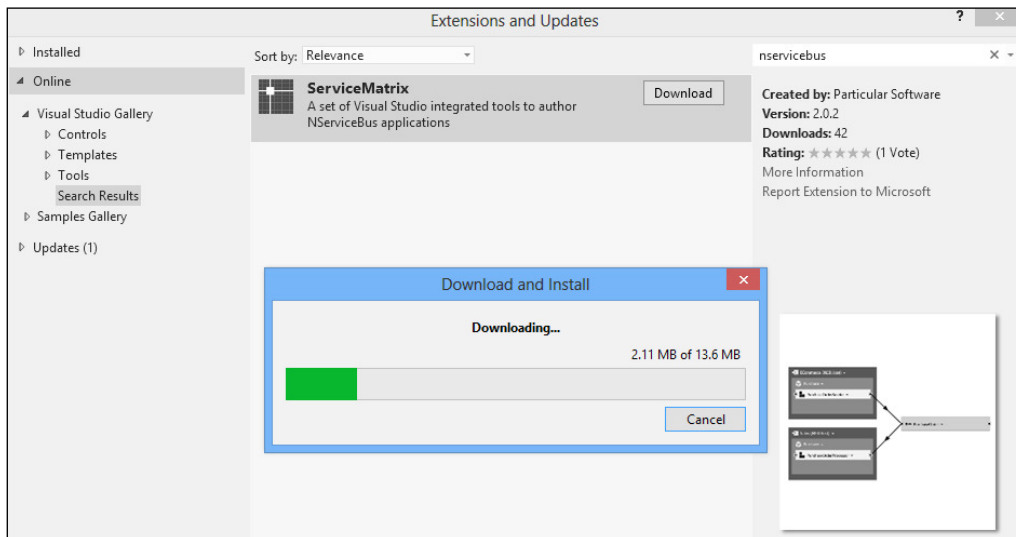 Extensions and Updates
?
Installed
Online
Visual Studio Gallery
Controls
Templates
Tools
Search Results
Samples Gallery
Updates (1)
Sort by: Relevance
ServiceMatrix
A set of Visual Studio integrated tools to author
NServiceBus applications
Download
nservicebus
Created by: Particular Software
Version: 2.0.2
Downloads: 42
Rating: (1 Vote)
More Information
Report Extension to Microsoft
Download and Install
Downloading...
2.11 MB of 13.6 MB
Cancel